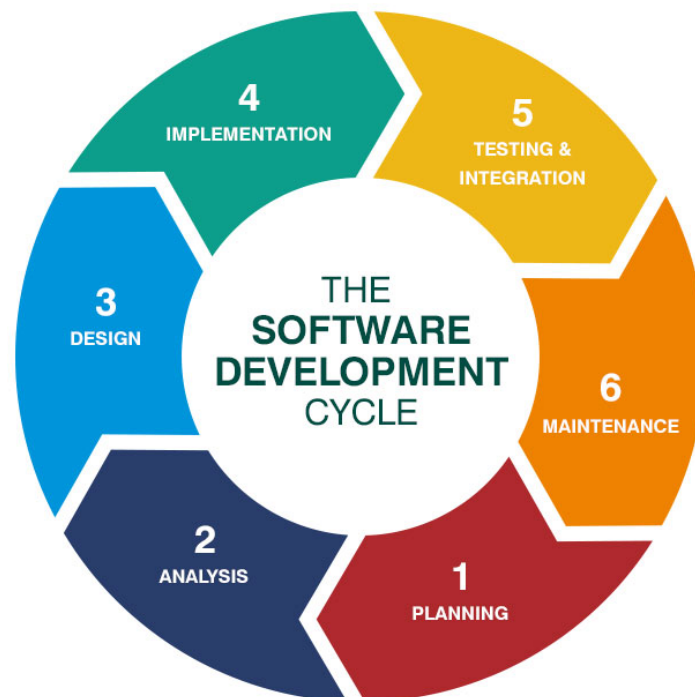 THE
SOFTWARE
DEVELOPMENT
CYCLE
1
PLANNING
2
ANALYSIS
3
DESIGN
4
IMPLEMENTATION
5
TESTING &
INTEGRATION
6
MAINTENANCE